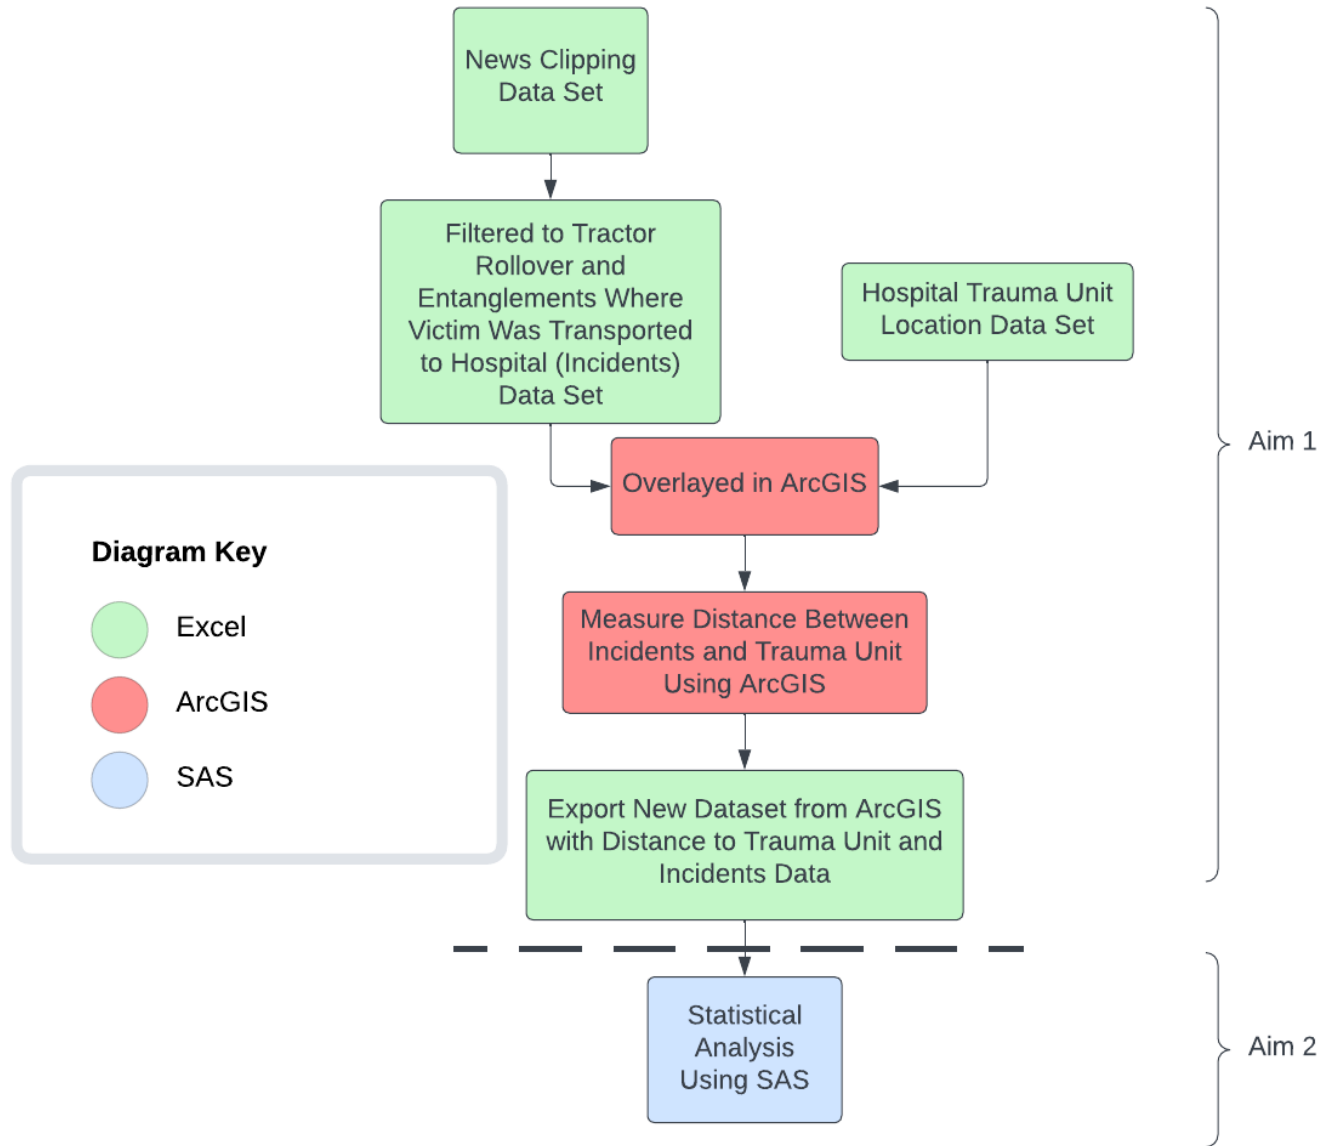 News Clipping
Data Set
Filtered to Tractor
Rollover and
Entanglements Where
Victim Was Transported
to Hospital (Incidents)
Data Set
Hospital Trauma Unit
Location Data Set
Overlayed in ArcGIS
Aim 1
Diagram Key
Excel
ArcGIS
SAS
Measure Distance Between
Incidents and Trauma Unit
Using ArcGIS
Export New Dataset from ArcGIS
with Distance to Trauma Unit and
Incidents Data
Statistical
Analysis
Using SAS
Aim 2